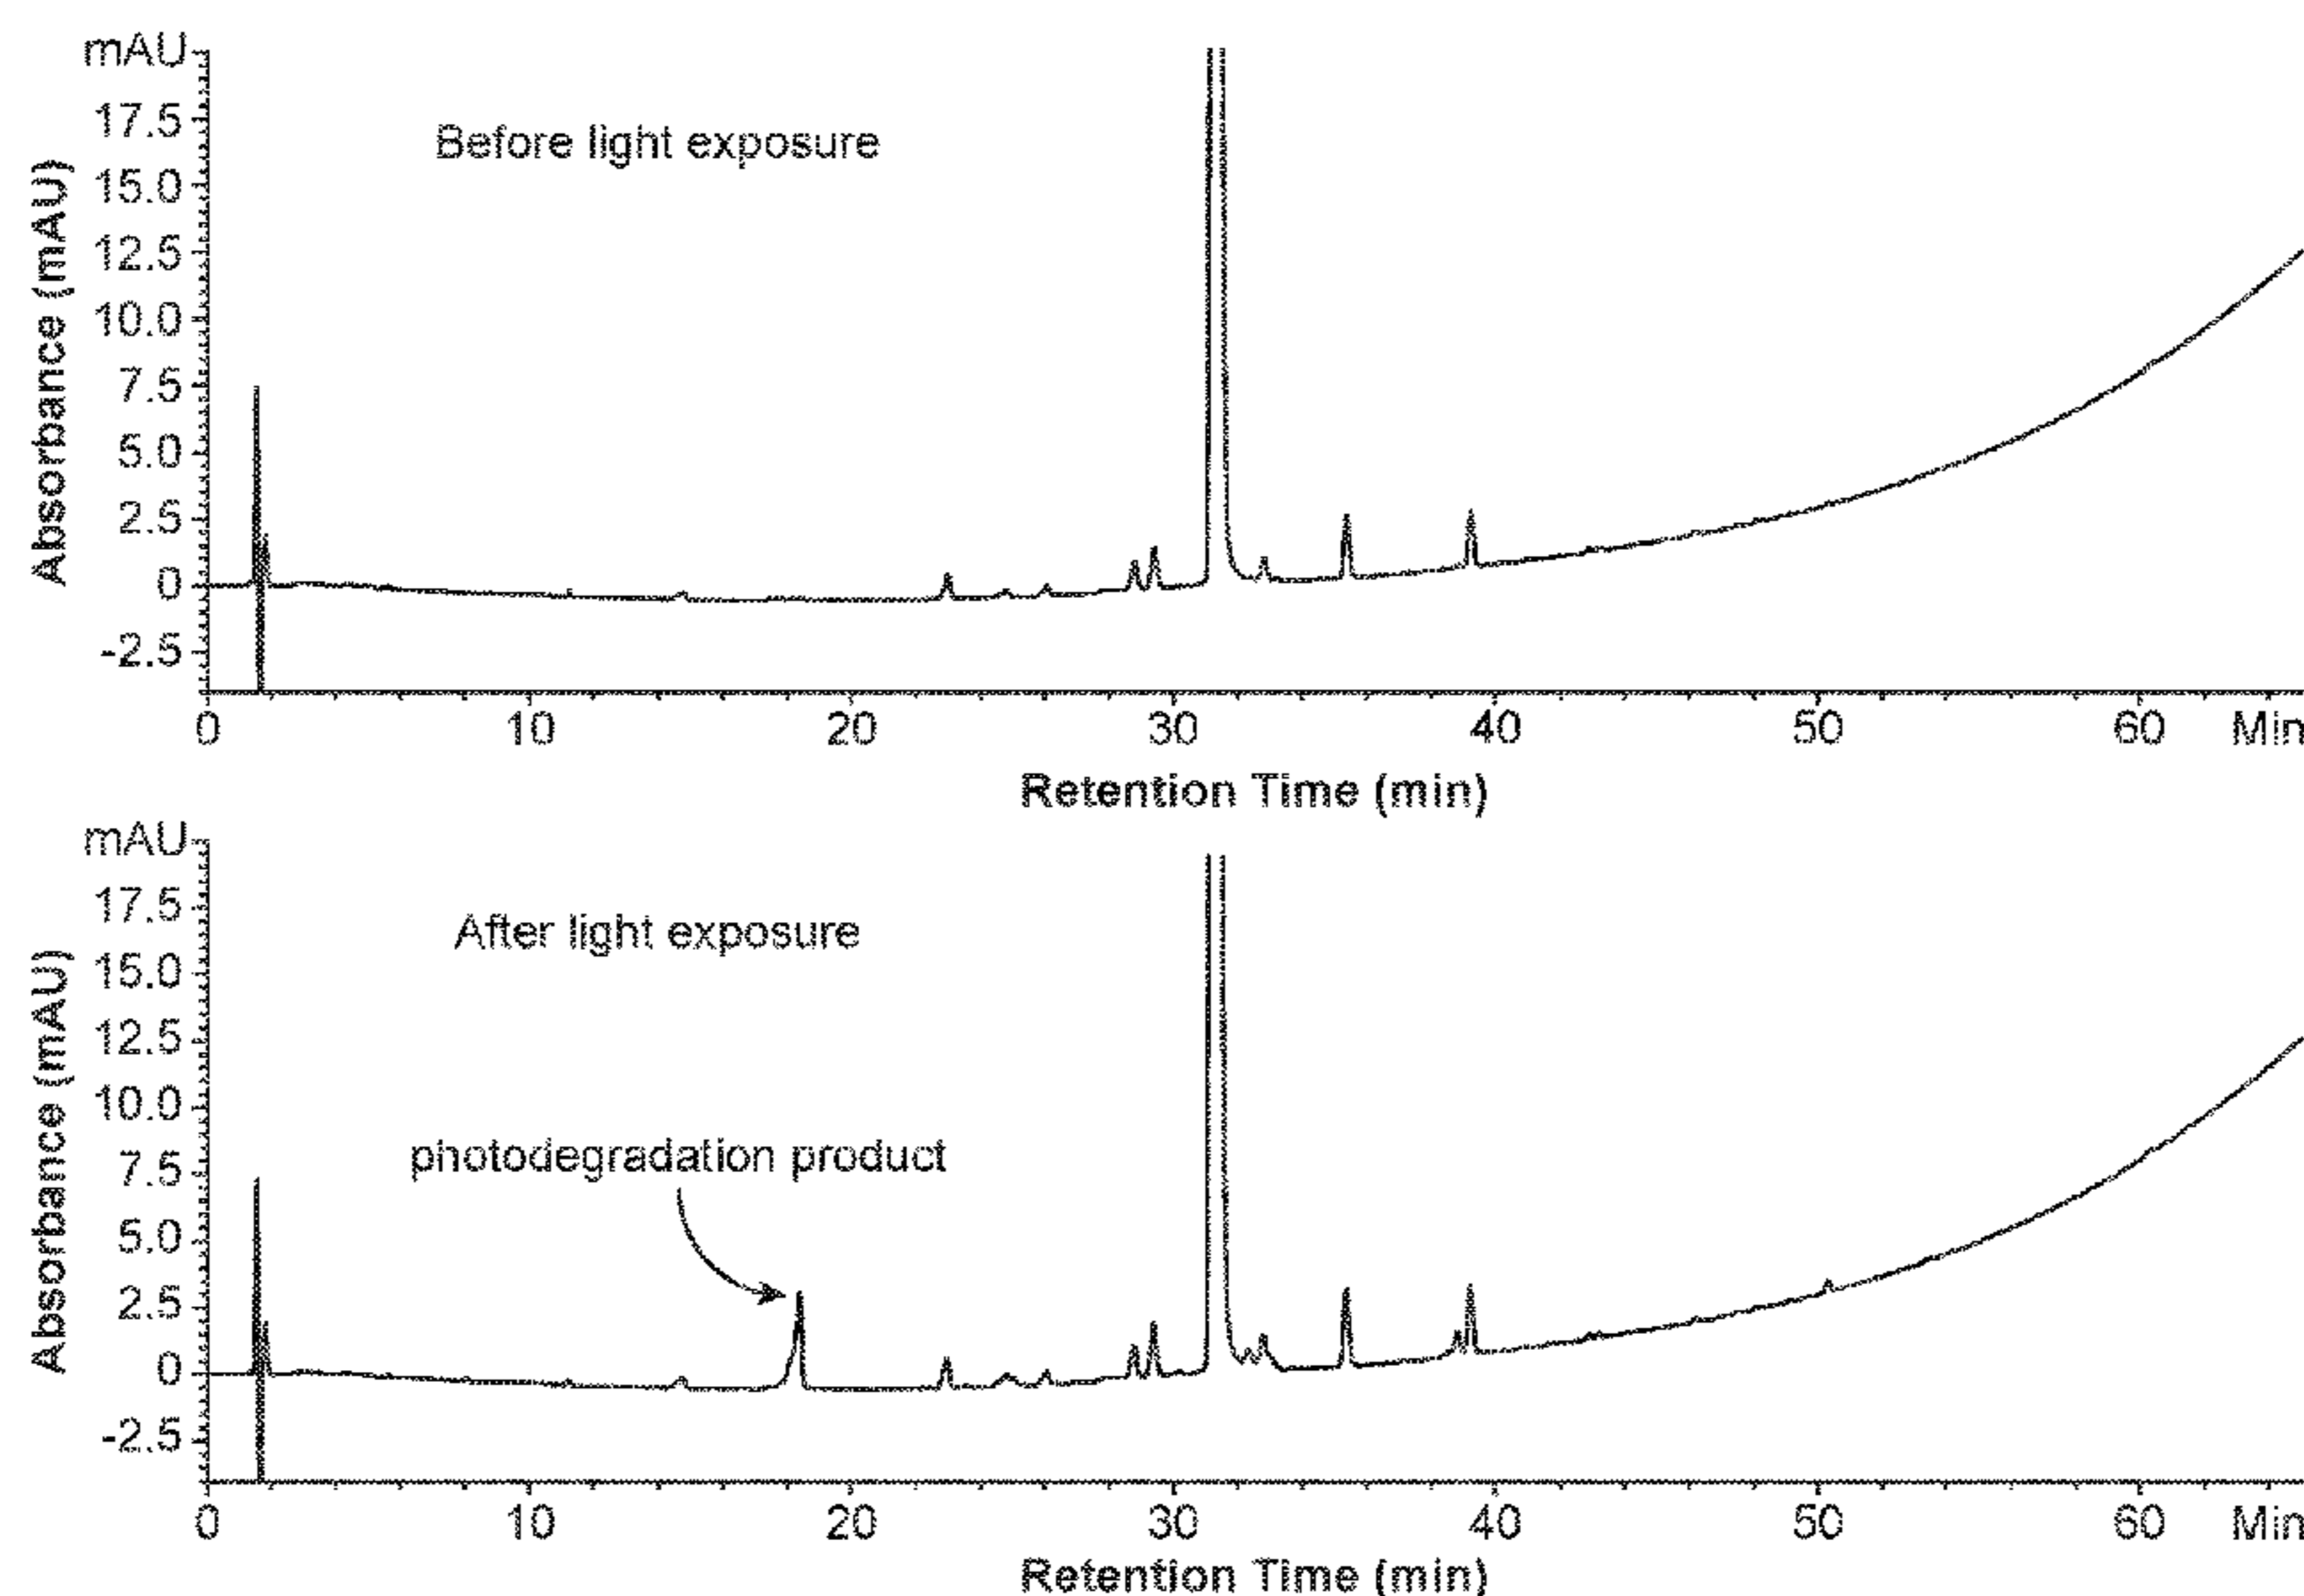 mAU
17.5
15.0
12.5
10.0
7.5
5.0
2.5
0
-2.5
Absorbance (mAU)
Before light exposure
0 10 20 30 40 50 60 Min
Retention Time (min)
mAU
17.5
15.0
12.5
10.0
7.5
5.0
2.5
0
-2.5
Absorbance (mAU)
After light exposure
photodegradation product
0 10 20 30 40 50 60 Min
Retention Time (min)